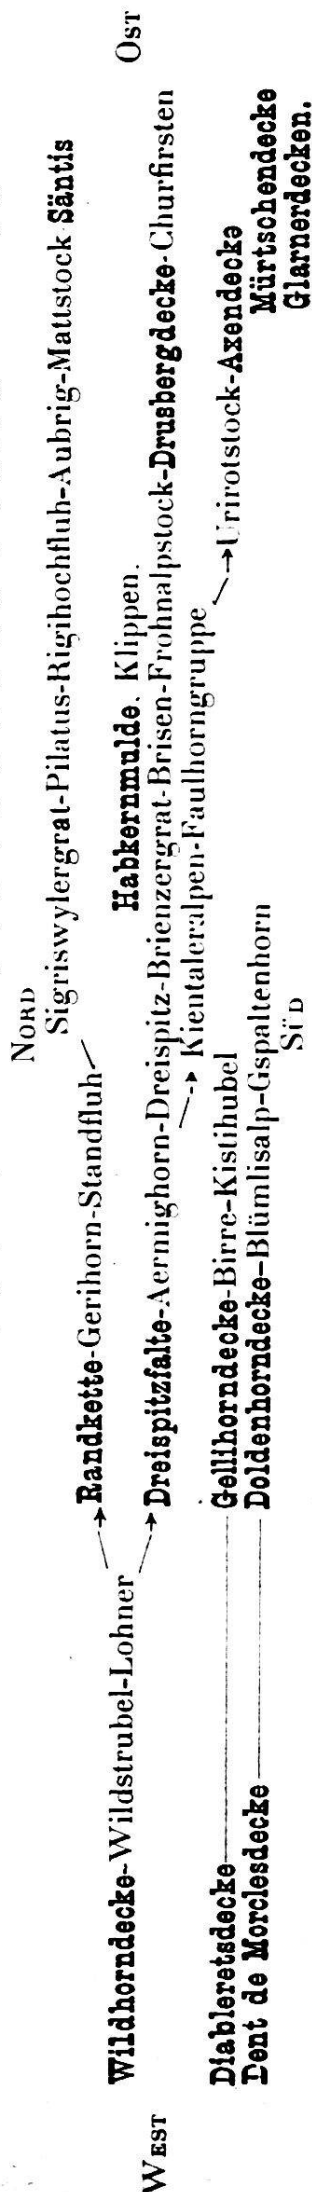 NORD
Sigriswylergrat-Pilatus-Rigihochfluh-Aubrig-Mattstock-Säntis
Randkette-Gerihorn-Standfluh
Wildhorndecke-Wildstrubel-Lohner
Habkernmulde. Klippen.
OST
WEST
Dreispitzfalte-Aermighorn-Dreispitz-Brienzergrat-Brisen-Frohnalpstock-Drusbergdecke-Churfirsten
Kientaleralpen-Faulhorngruppe
Diableretsdecke
Gellihorndecke-Birre-Kistihubel
Urirotstock-Axendecke
Dent de Morclesdecke
Doldenhorndecke-Blümlisalp-Gspaltenhorn
Mürtschendecke
SÜD
Glarnerdecken.